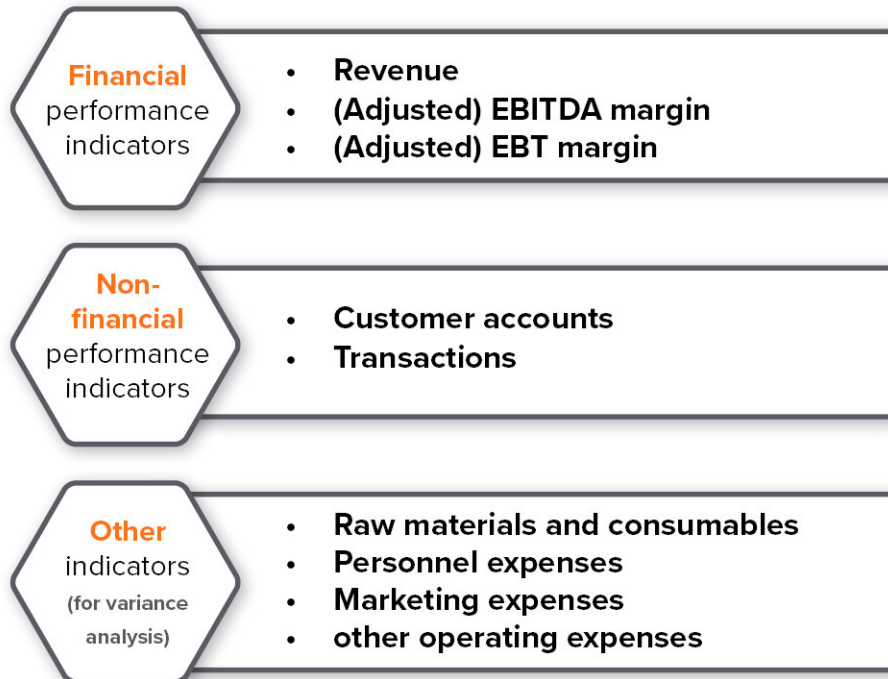 Financial
performance
indicators
• Revenue
• (Adjusted) EBITDA margin
• (Adjusted) EBT margin
Non-
financial
performance
indicators
• Customer accounts
• Transactions
Other
indicators
(for variance
analysis)
• Raw materials and consumables
• Personnel expenses
• Marketing expenses
• other operating expenses